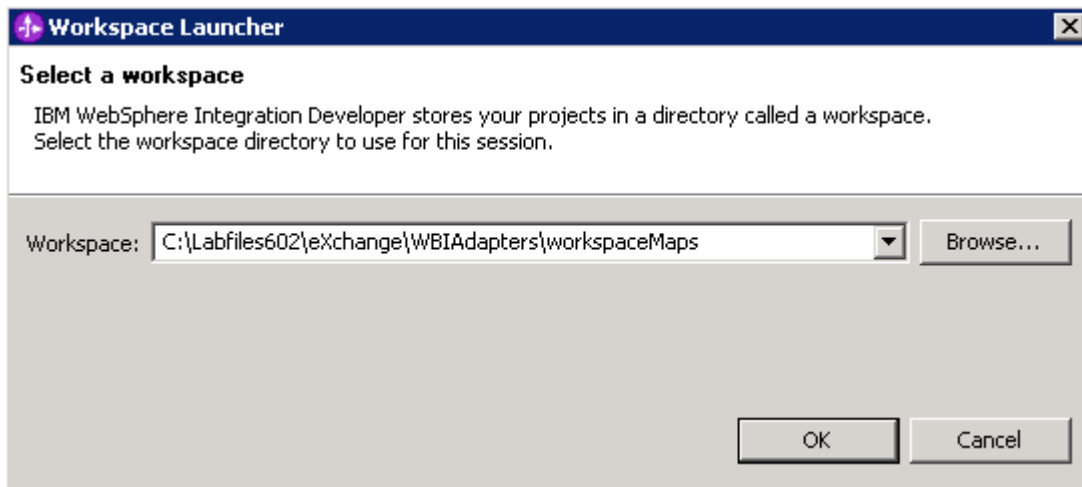 Workspace Launcher
Select a workspace
IBM WebSphere Integration Developer stores your projects in a directory called a workspace.
Select the workspace directory to use for this session.
Workspace: C:\Labfiles602\eXchange\WBIAdapters\workspaceMaps Browse...
OK Cancel